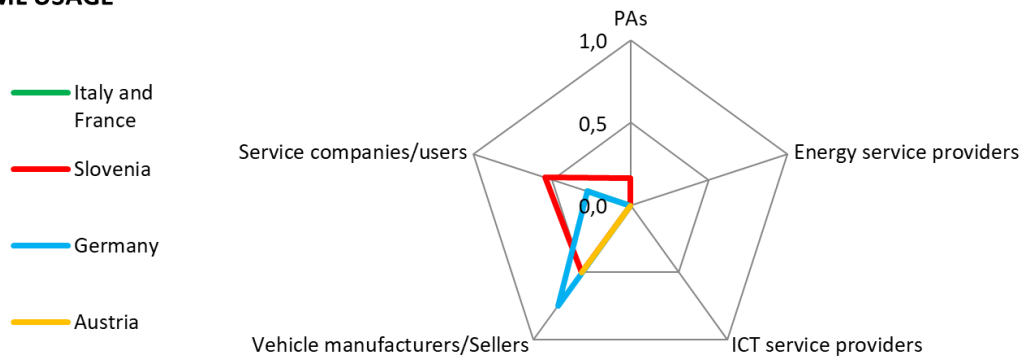 USAGE
PAs
1,0
Italy and
France
0,5
Service companies/users
Energy service providers
Slovenia
0,0
Germany
Austria
Vehicle manufacturers/Sellers
ICT service providers